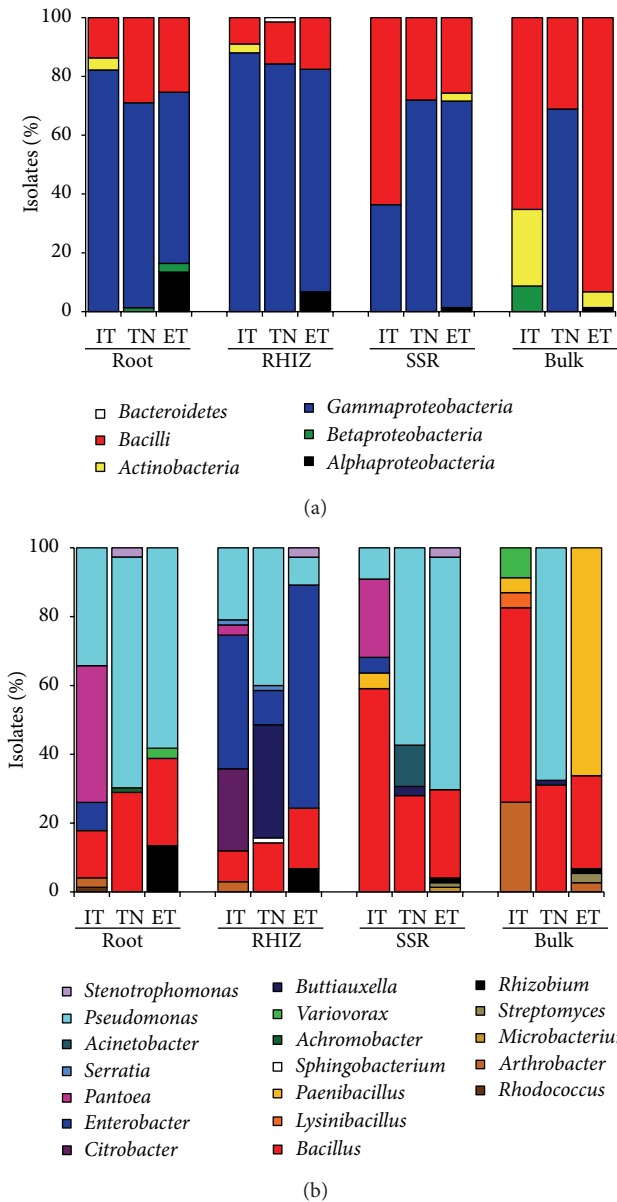 100
80
60
40
20
0
Isolates (%)
IT TN ET IT TN ET IT TN ET IT TN ET
Root RHIZ SSR Bulk
Bacteroidetes
Bacilli
Actinobacteria
Gammaproteobacteria
Betaproteobacteria
Alphaproteobacteria
(a)
100
80
60
40
20
0
Isolates (%)
IT TN ET IT TN ET IT TN ET IT TN ET
Root RHIZ SSR Bulk
Stenotrophomonas
Pseudomonas
Acinetobacter
Serratia
Pantoea
Enterobacter
Citrobacter
Buttiauxella
Variovorax
Achromobacter
Sphingobacterium
Paenibacillus
Lysinibacillus
Bacillus
Rhizobium
Streptomyces
Microbacteriu
Arthrobacter
Rhodococcus
(b)